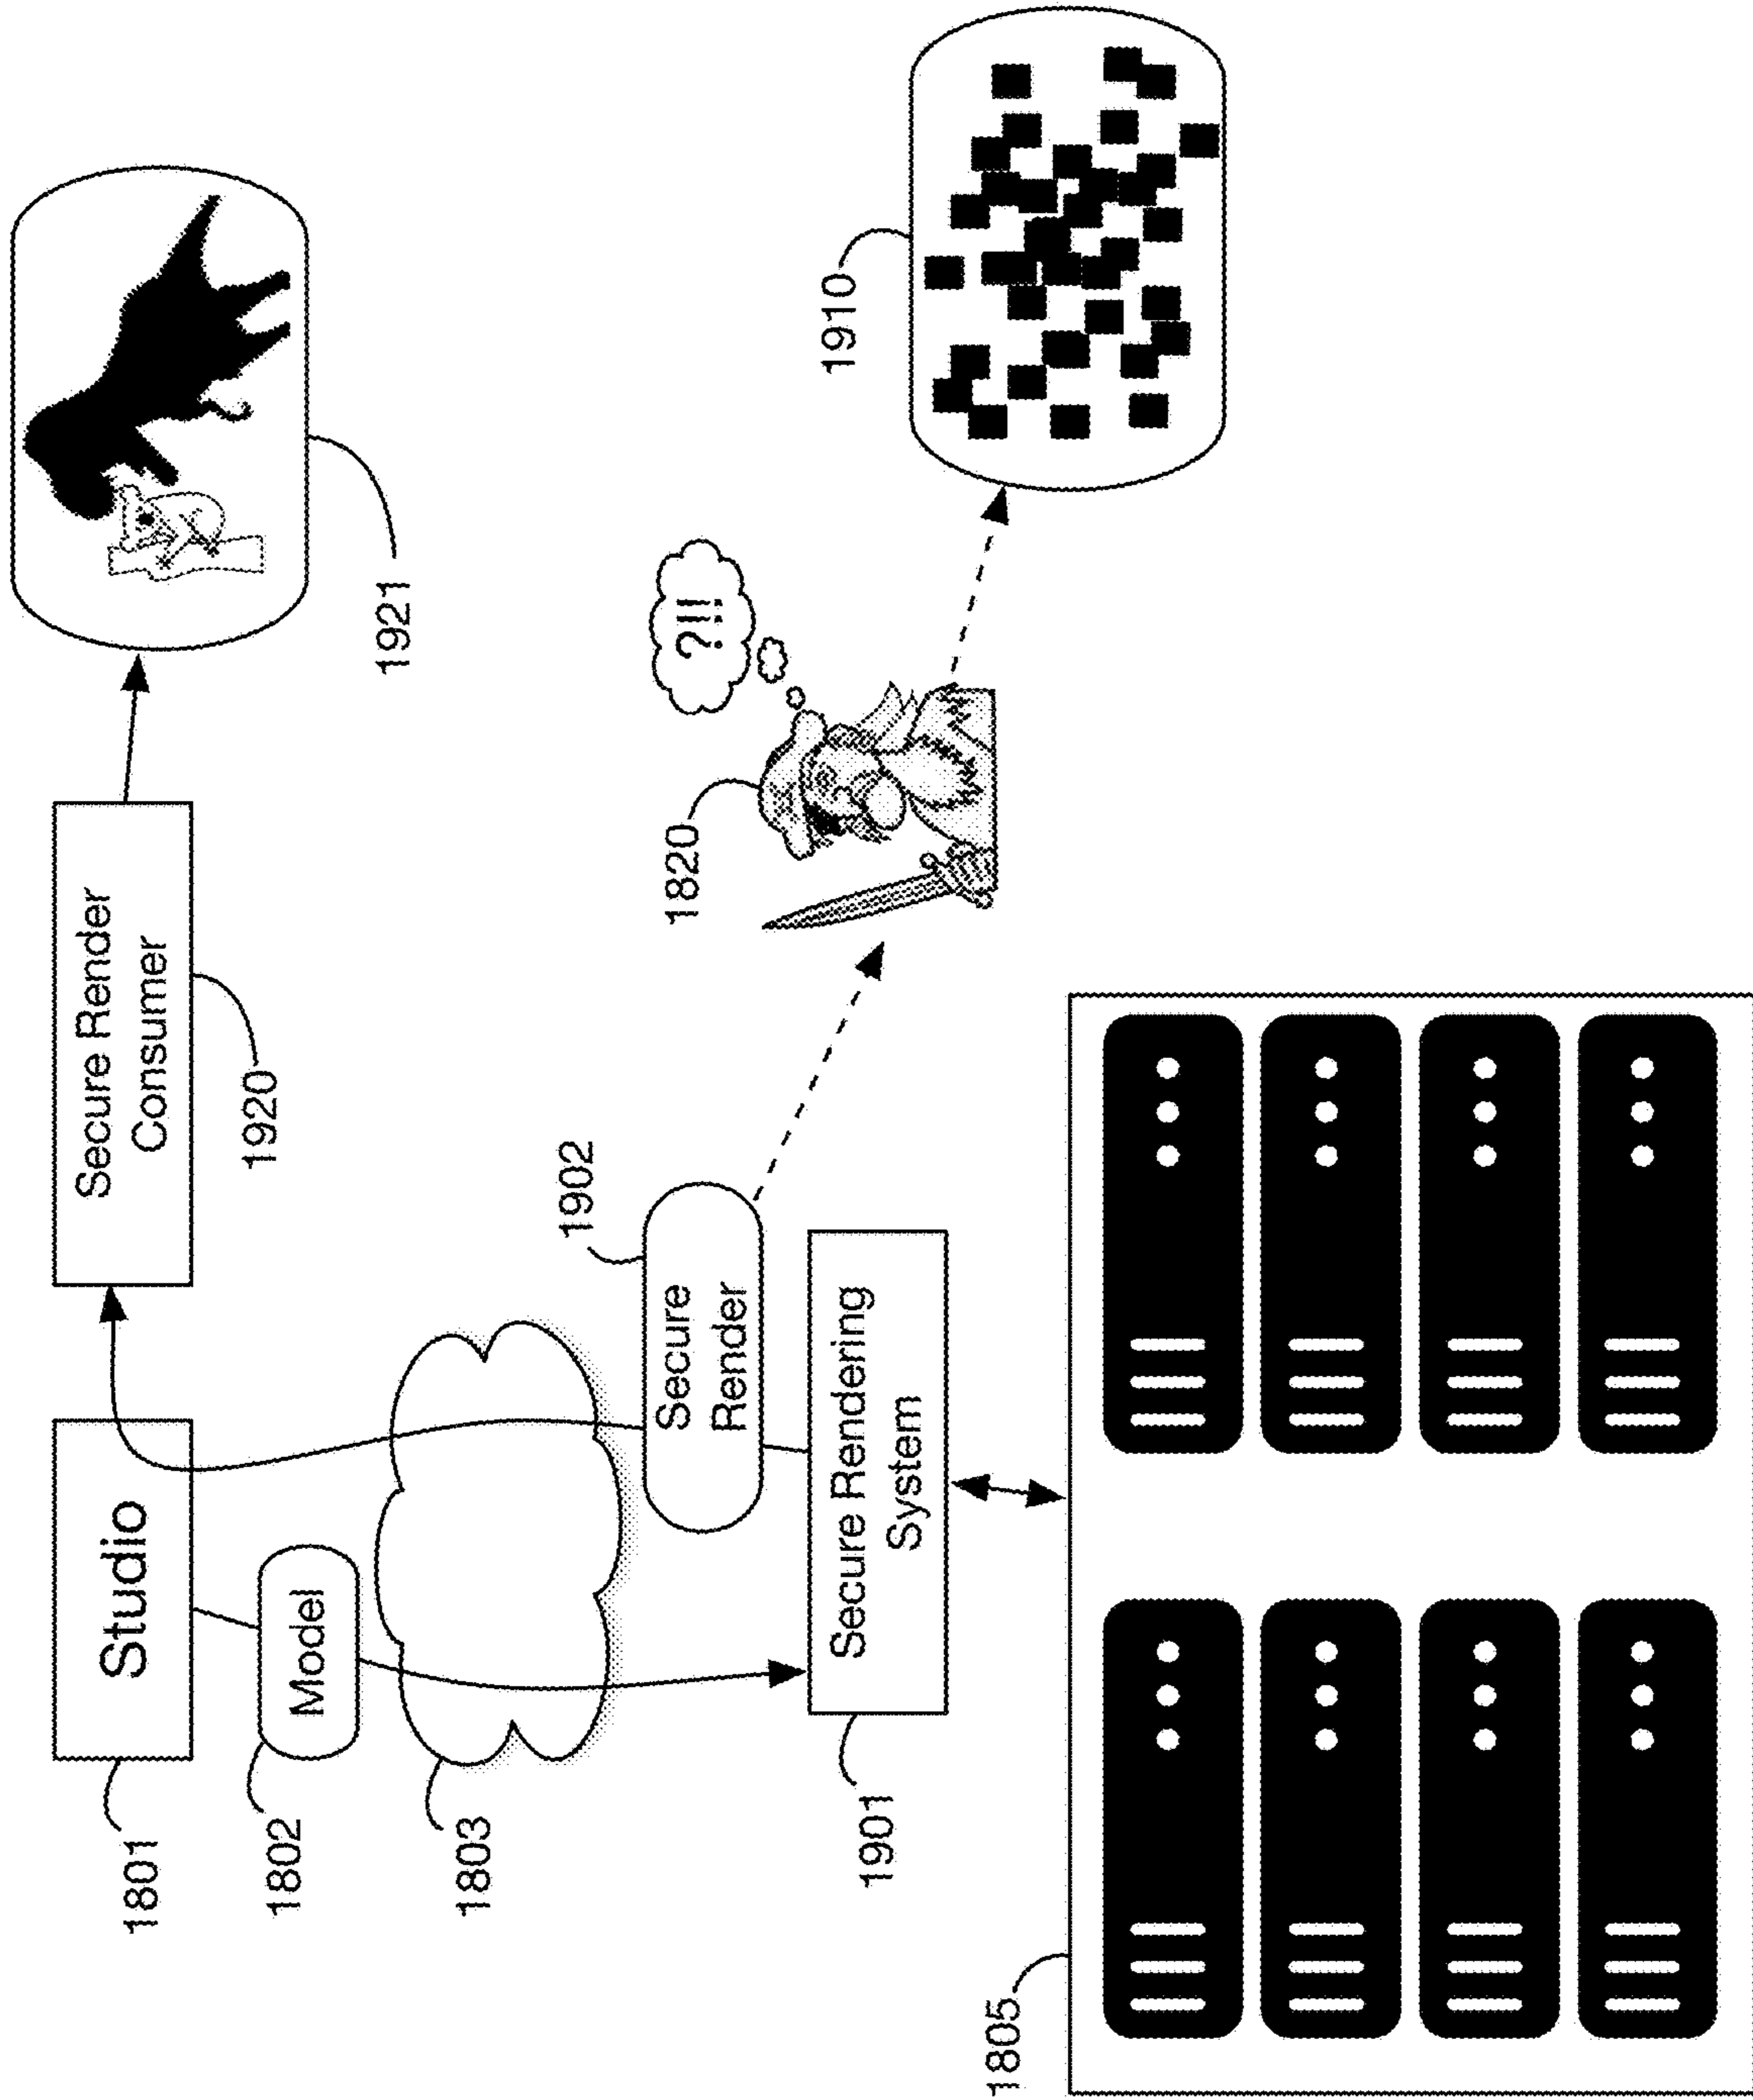 1801
Studio
Secure Render
Consumer
1920
1921
1802
Model
1803
1902
Secure
Render
1820
?!!
1910
1901
Secure Rendering
System
1805